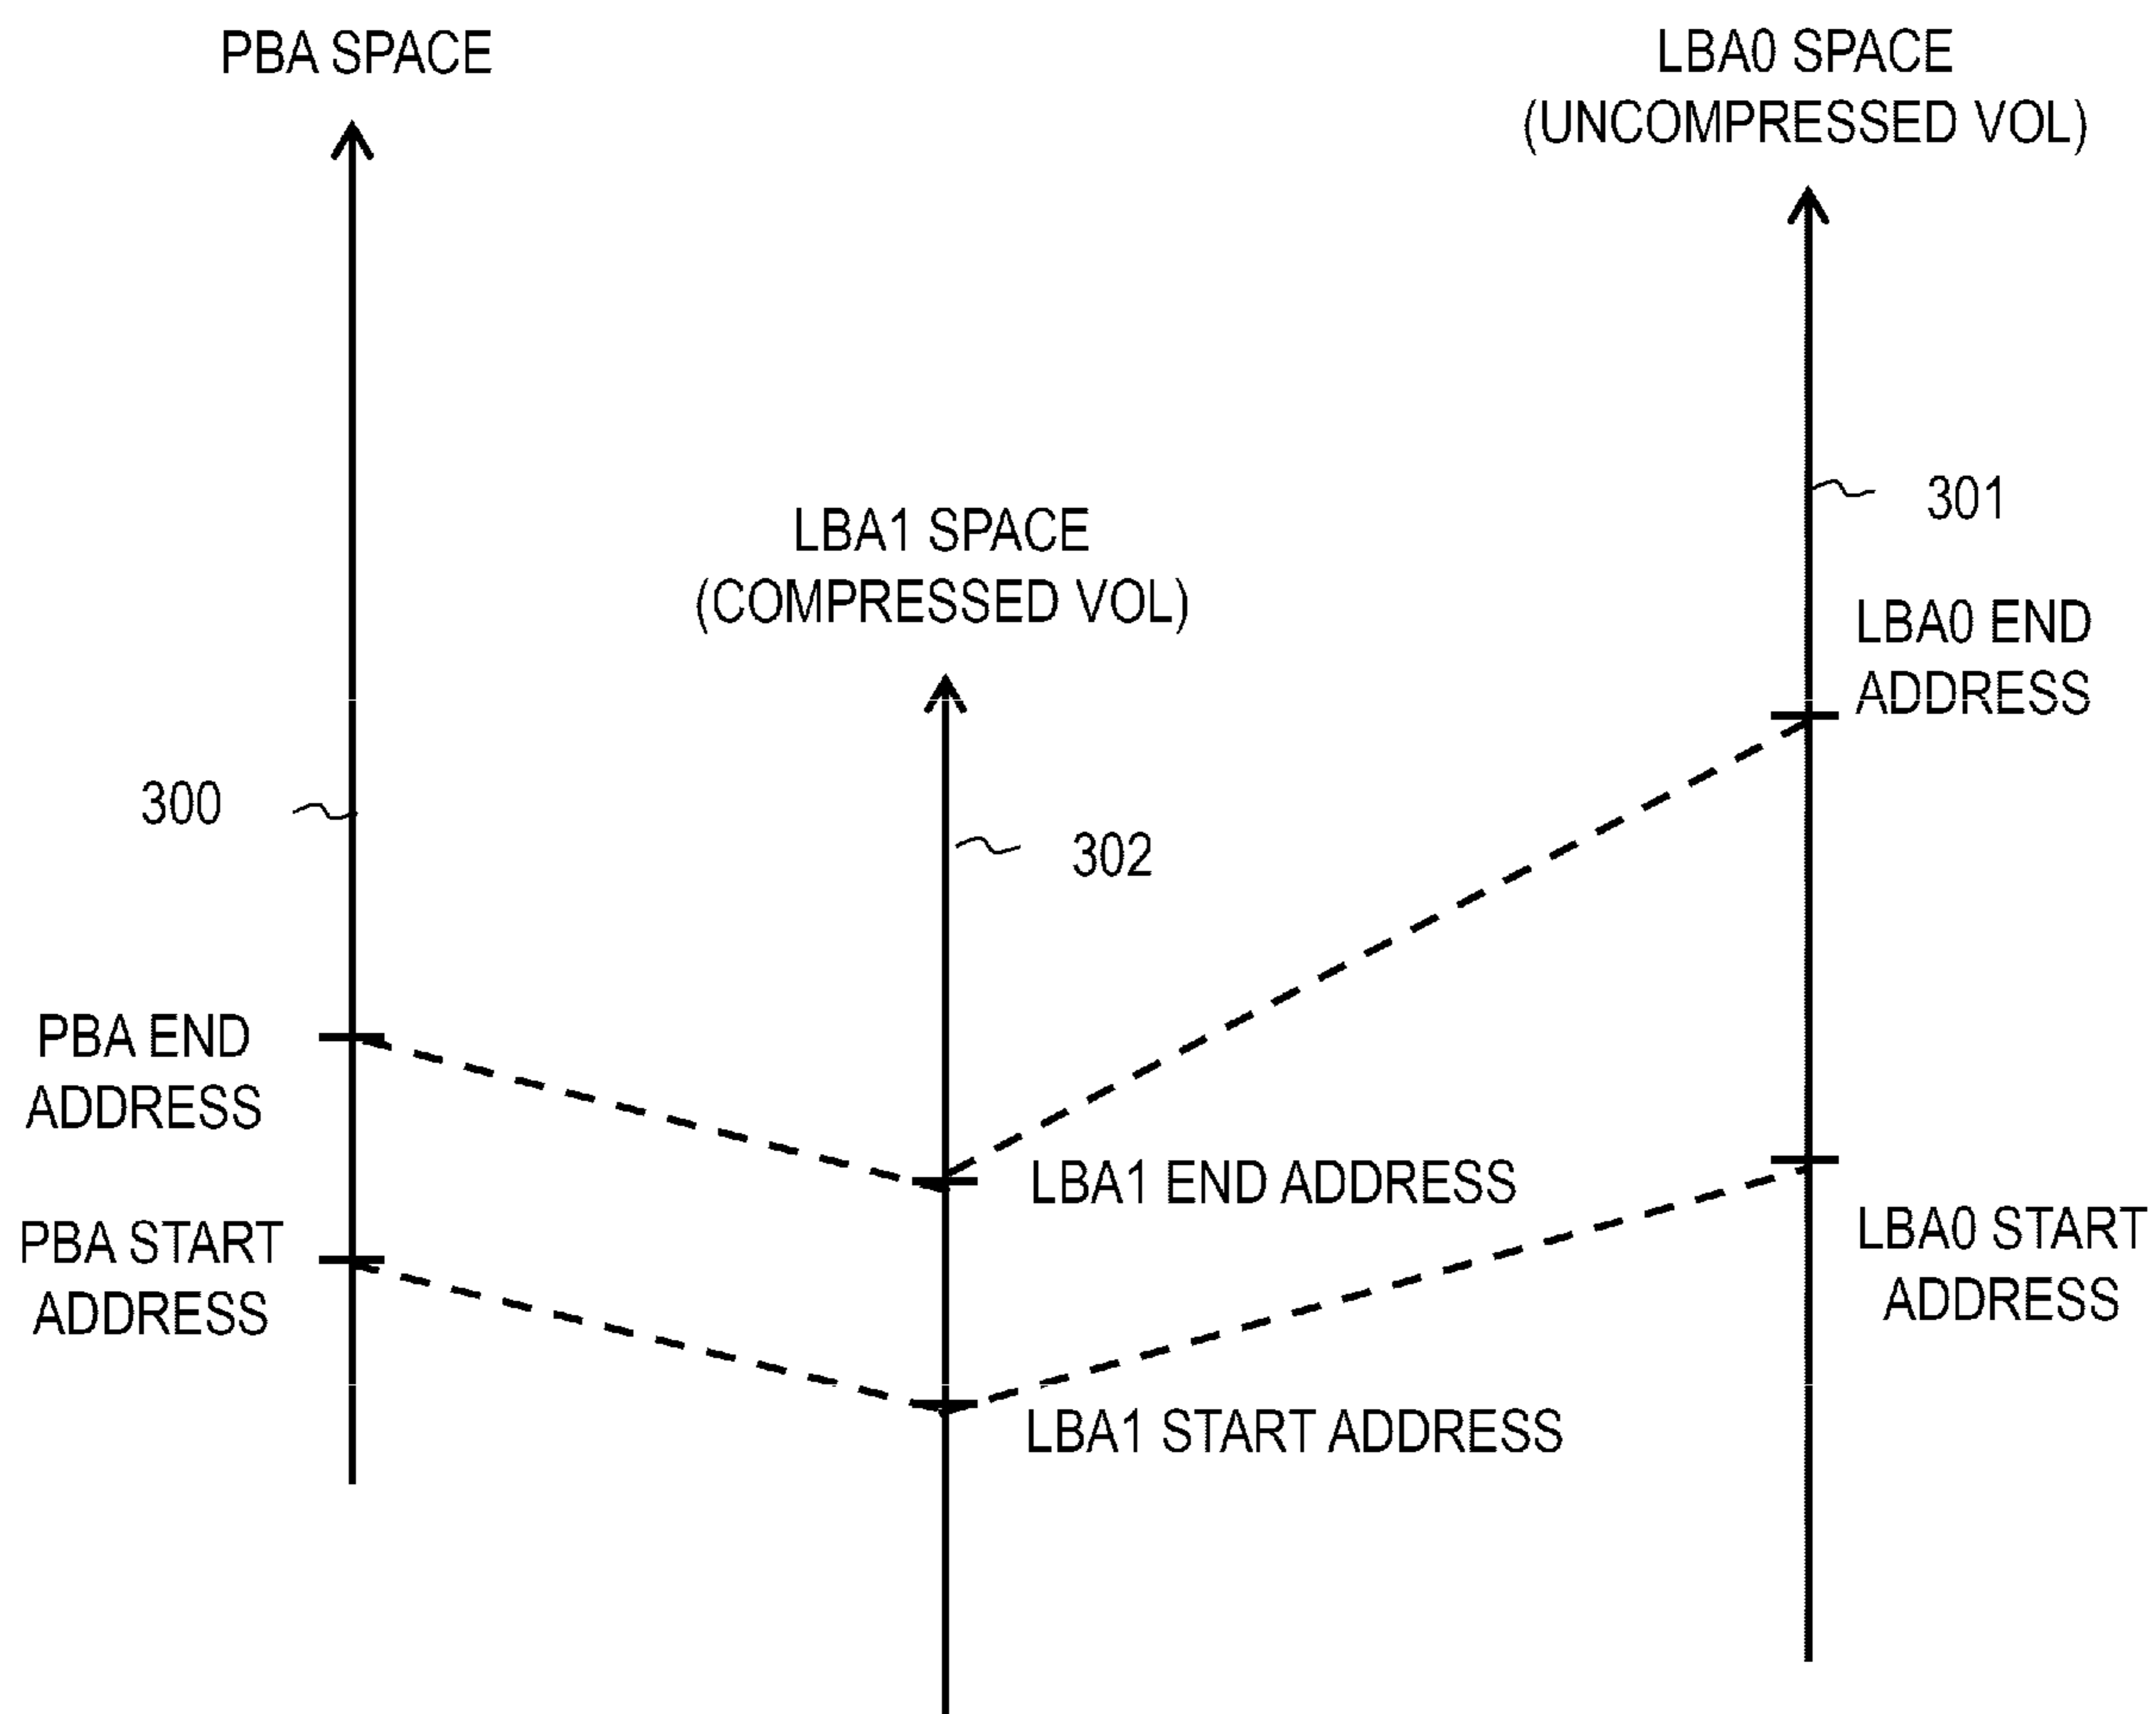 PBA SPACE
LBA0 SPACE
(UNCOMPRESSED VOL)
301
LBA1 SPACE
(COMPRESSED VOL)
LBA0 END
ADDRESS
300
302
PBA END
ADDRESS
LBA1 END ADDRESS
PBA START
ADDRESS
LBA0 START
ADDRESS
LBA1 START ADDRESS